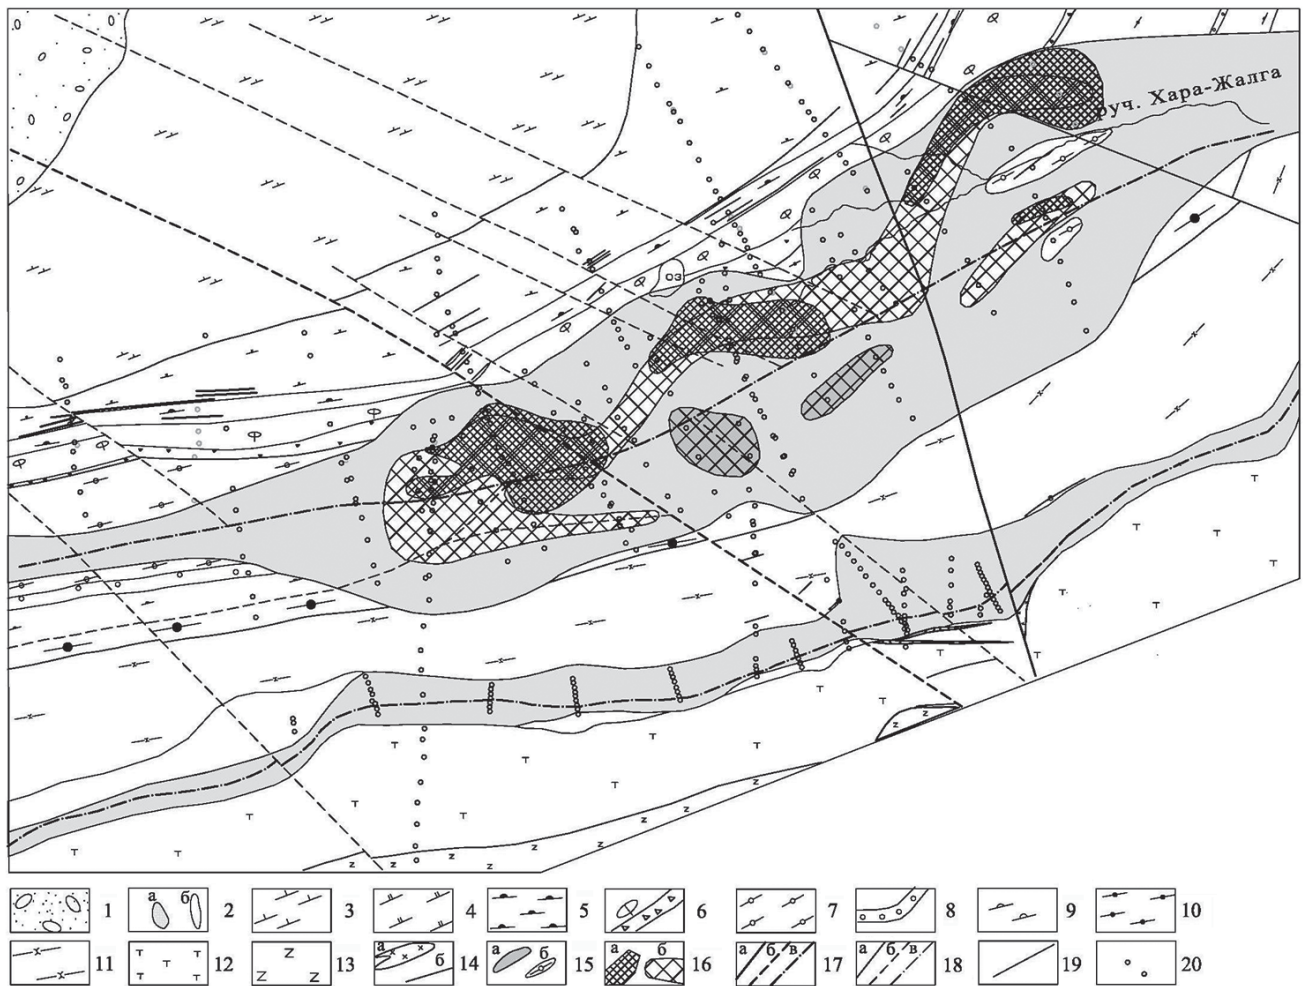 руч. Хара-Жалга
оз
1 а б 2 3 4 5 6 7 8 9 10
11 12 13 а б 14 а б 15 а б 16 а б в 17 а б в 18 19 20